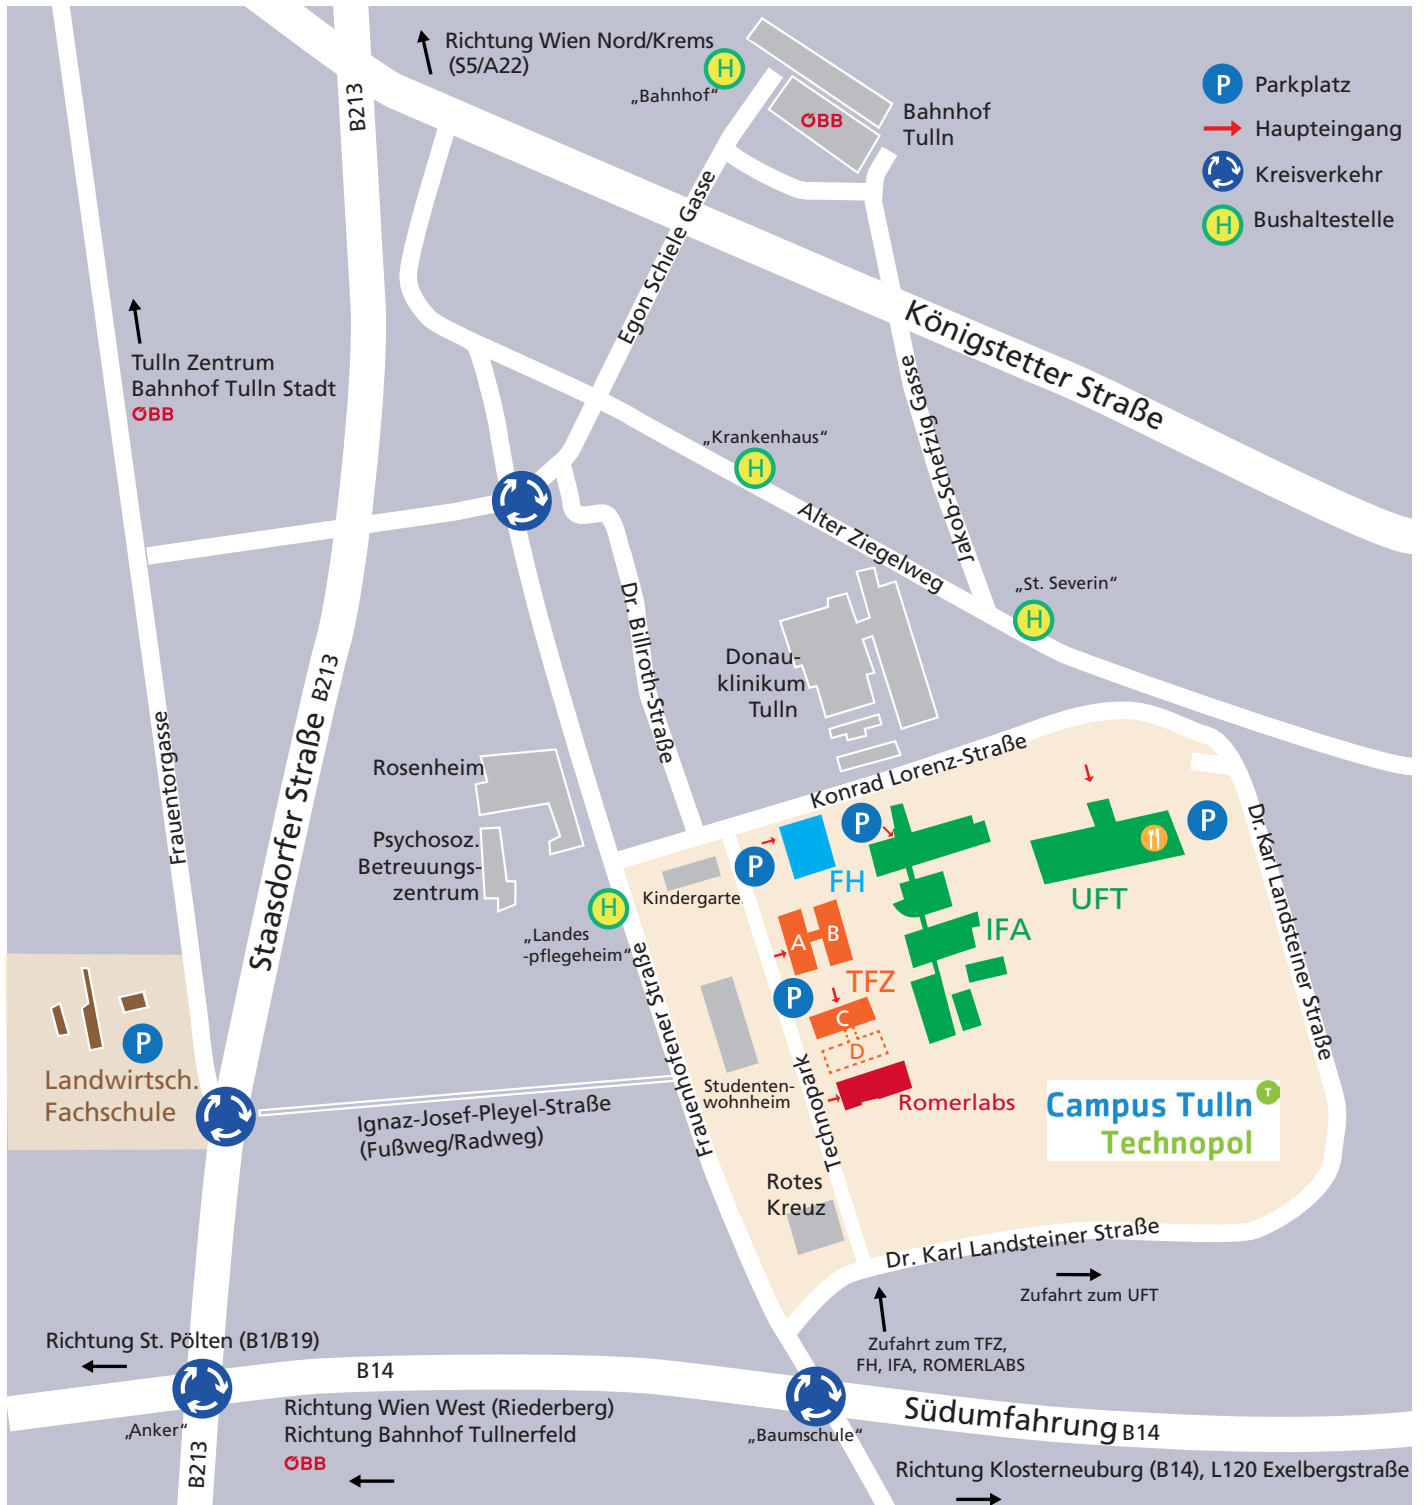 Richtung Wien Nord/Krems
(S5/A22)
B213
„Bahnhof“
H
ÖBB
Bahnhof
Tulln
P Parkplatz
Haupteingang
Kreisverkehr
H Bushaltestelle
Egon Schiele Gasse
Königstetter Straße
Jakob-Schefzig Gasse
Tulln Zentrum
Bahnhof Tulln Stadt
ÖBB
„Krankenhaus“
H
Alter Ziegelweg
„St. Severin“
H
Dr. Billroth-Straße
Donau-
klinikum
Tulln
Staasdorfer Straße B213
Frauentorgasse
Rosenheim
Psychosoz.
Betreuungs-
zentrum
Konrad Lorenz-Straße
P
P
P
FH
UFT
Kindergarte
H
„Landes
-pflegeheim“
A
B
IFA
TFZ
P
C
D
Dr. Karl Landsteiner Straße
Frauenhofener Straße
Studenten-
wohnheim
Technopark
Romerlabs
Campus Tulln
T
Technopol
P
Landwirtsch.
Fachschule
Ignaz-Josef-Pleyel-Straße
(Fußweg/Radweg)
Rotes
Kreuz
Dr. Karl Landsteiner Straße
Zufahrt zum UFT
Zufahrt zum TFZ,
FH, IFA, ROMERLABS
Richtung St. Pölten (B1/B19)
B14
„Anker“
Richtung Wien West (Riederberg)
Richtung Bahnhof Tullnerfeld
ÖBB
B213
„Baumschule“
Südumfahrung B14
Richtung Klosterneuburg (B14), L120 Exelbergstraße